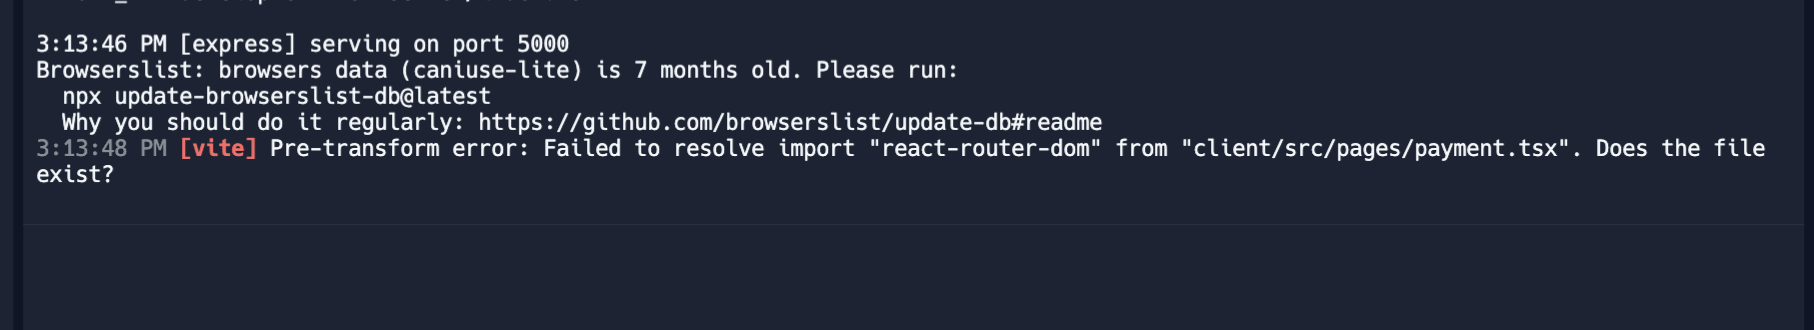 3:13:46 PM [express] serving on port 5000
Browserslist: browsers data (caniuse-lite) is 7 months old. Please run:
  npx update-browserslist-db@latest
  Why you should do it regularly: https://github.com/browserslist/update-db#readme
3:13:48 PM [vite] Pre-transform error: Failed to resolve import "react-router-dom" from "client/src/pages/payment.tsx". Does the file
exist?